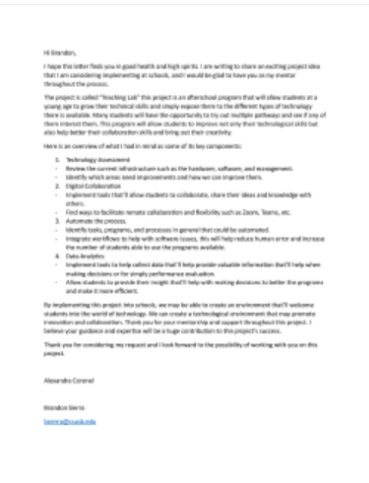 Hi Brandon,
I hope this letter finds you in good health and high spirits. I am writing to share an exciting project idea
that I am considering implementing at schools, and I would be glad to have you as my mentor
throughout the process.
The project is called "Teaching Lab" this project is an afterschool program that will allow students at a
young age to grow their technical skills and simply expose them to the different types of technology
there is available. Many students will have the opportunity to try out multiple pathways and see if any of
them interest them. This program will allow students to improve not only their technological skills but
also help better their collaboration skills and bring out their creativity.
Here is an overview of what I had in mind as some of its key components:
1. Technology Assessment
- Review the current infrastructure such as the hardware, software, and management.
- Identify which areas need improvements and how we can improve them.
2. Digital Collaboration
- Implement tools that'll allow students to collaborate, share their ideas and knowledge with
others.
- Find ways to facilitate remote collaboration and flexibility such as Zoom, Teams, etc.
3. Automate the process.
- Identify tasks, programs, and processes in general that could be automated.
- Integrate workflows to help with software issues, this will help reduce human error and increase
the number of students able to use the programs available.
4. Data Analytics
- Implement tools to help collect data that'll help provide valuable information that'll help when
making decisions or for simply performance evaluation.
- Allow students to provide their insight that'll help with making decisions to better the programs
and make it more efficient.
By implementing this project into schools, we may be able to create an environment that'll welcome
students into the world of technology. We can create a technological environment that may promote
innovation and collaboration. Thank you for your mentorship and support throughout this project. I
believe your guidance and expertise will be a huge contribution to this project's success.
Thank you for considering my request and I look forward to the possibility of working with you on this
project.
Alexandra Coronel
Brandon Sierra